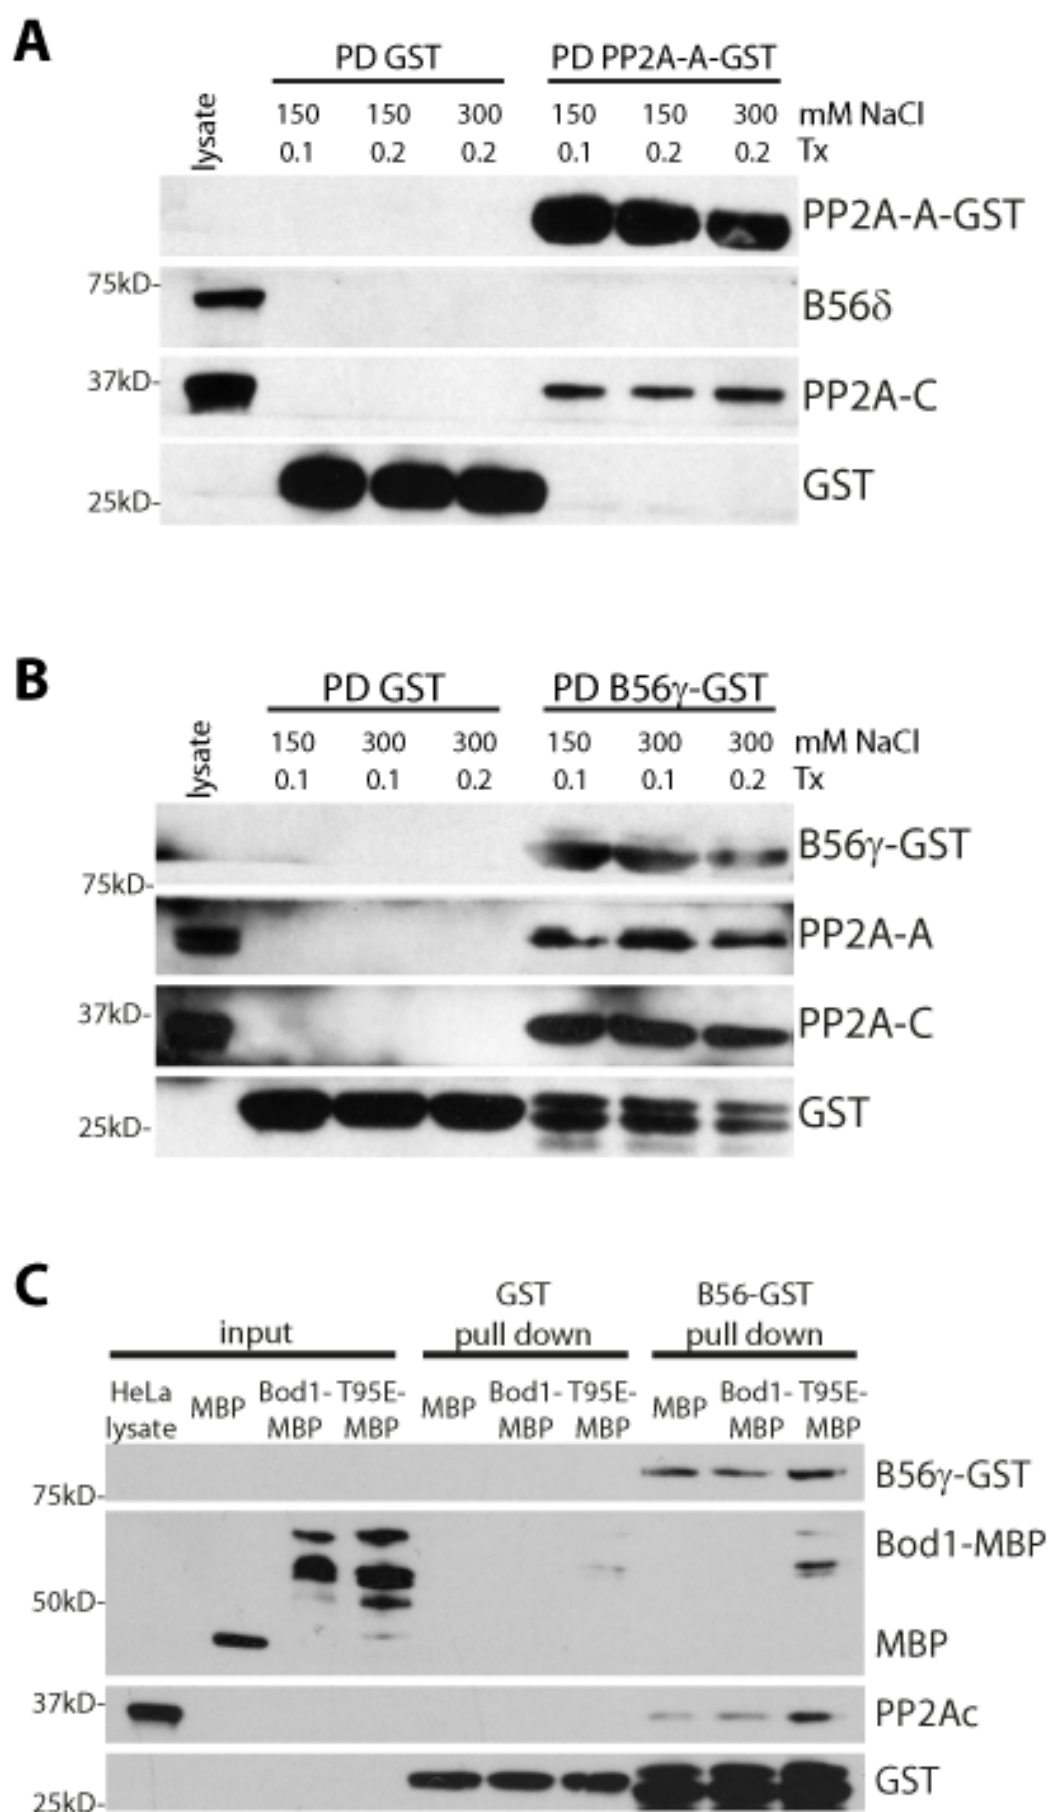 A
PD GST PD PP2A-A-GST
lysate
150 150 300 150 150 300 mM NaCl
0.1 0.2 0.2 0.1 0.2 0.2 Tx
PP2A-A-GST
75kD-
B56δ
37kD-
PP2A-C
GST
25kD-
B
PD GST PD B56γ-GST
lysate
150 300 300 150 300 300 mM NaCl
0.1 0.1 0.2 0.1 0.1 0.2 Tx
B56γ-GST
75kD-
PP2A-A
37kD-
PP2A-C
GST
25kD-
C
GST B56-GST
input pull down pull down
HeLa Bod1- T95E- Bod1- T95E- Bod1- T95E-
lysate MBP MBP MBP MBP MBP MBP MBP MBP MBP
B56γ-GST
75kD-
Bod1-MBP
50kD-
MBP
37kD-
PP2Ac
GST
25kD-